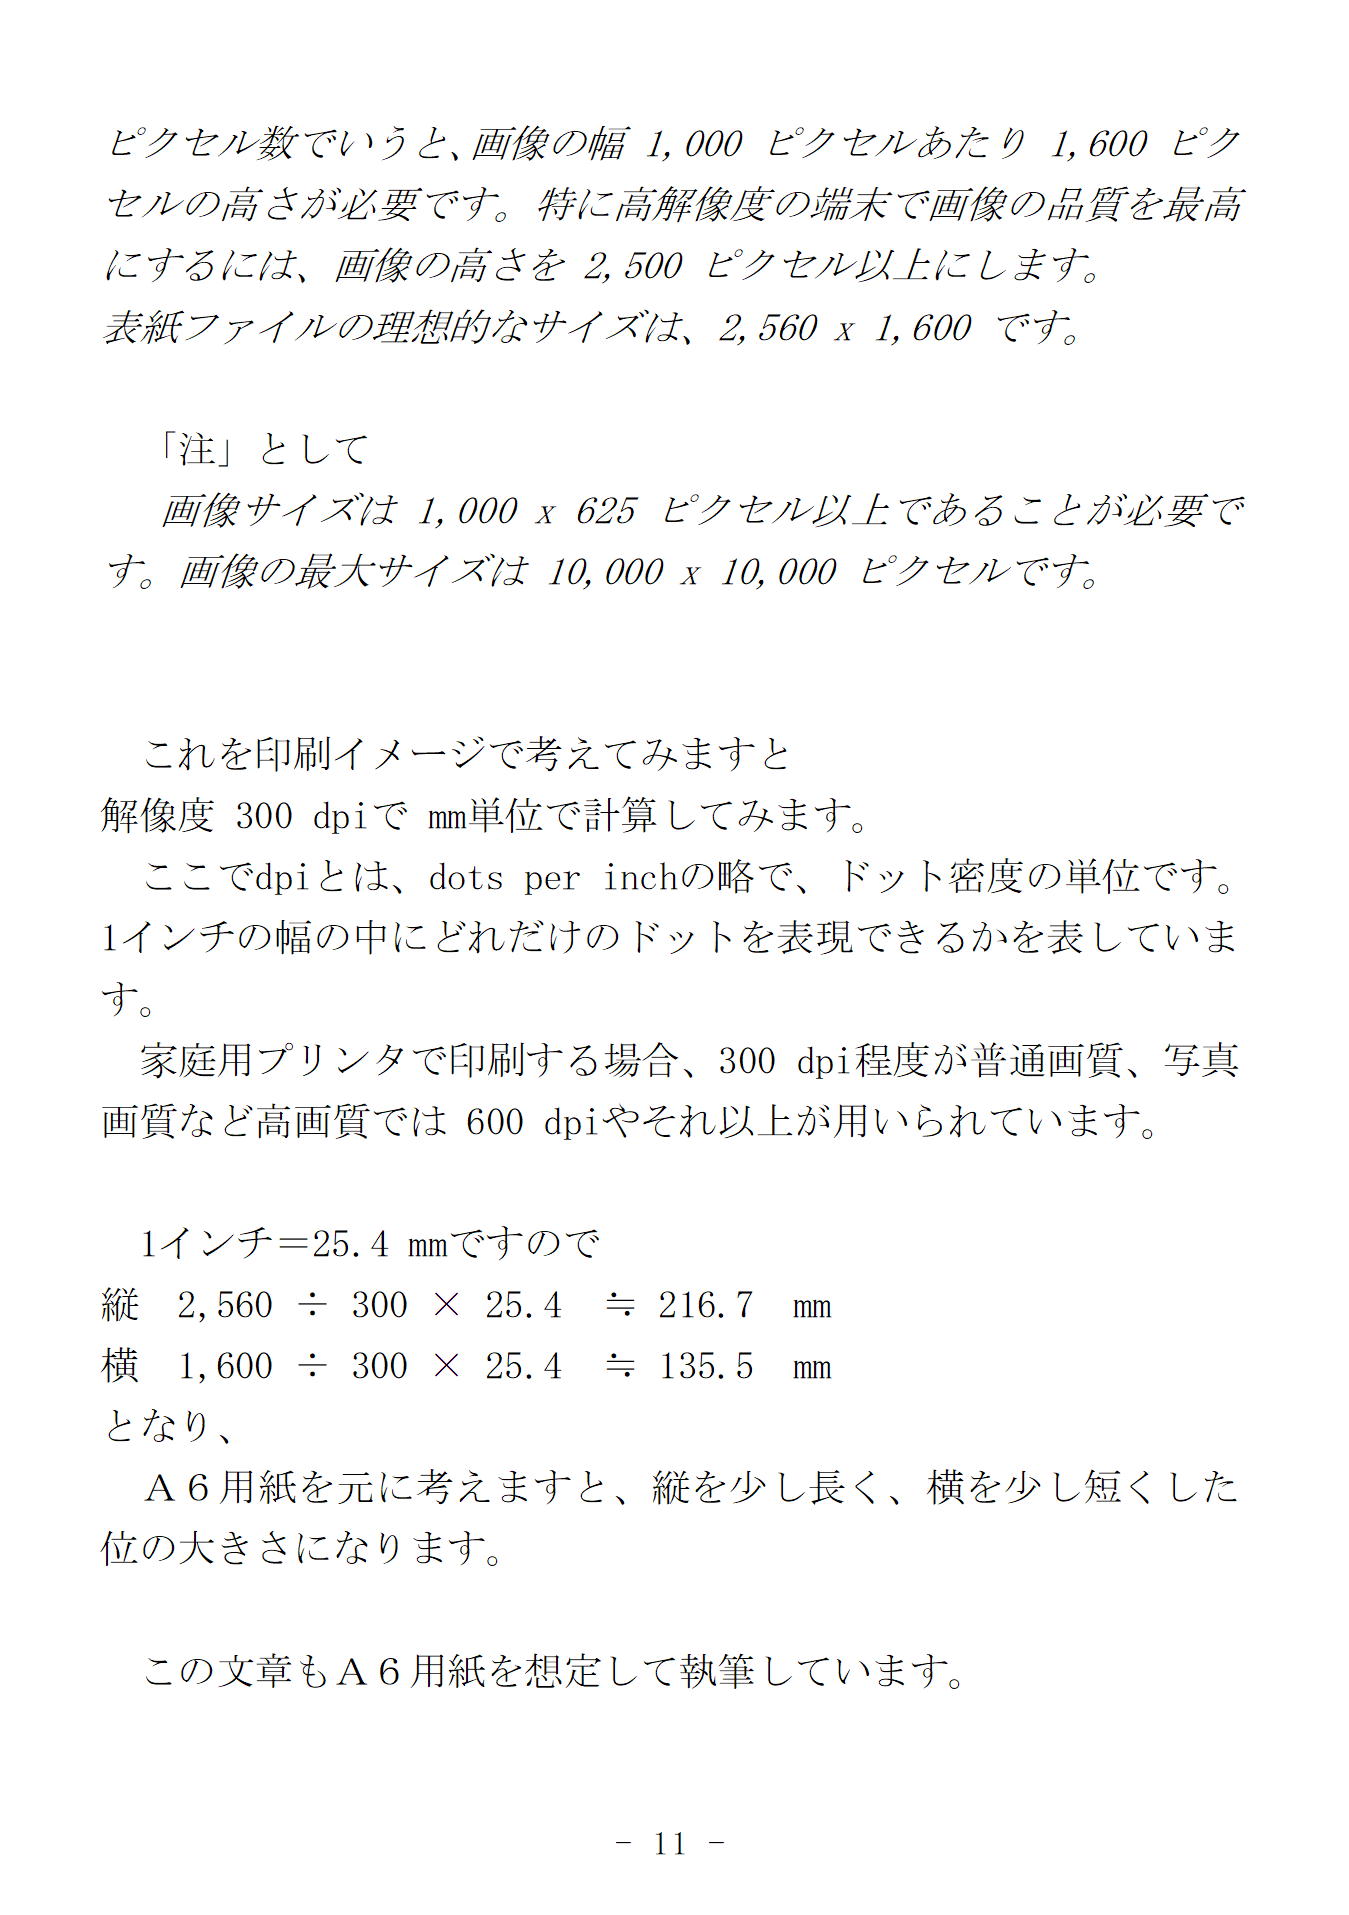 ピクセル数でいうと、画像の幅 1,000 ピクセルあたり 1,600 ピク
セルの高さが必要です。特に高解像度の端末で画像の品質を最高
にするには、画像の高さを 2,500 ピクセル以上にします。
表紙ファイルの理想的なサイズは、2,560 x 1,600 です。
「注」として
画像サイズは 1,000 x 625 ピクセル以上であることが必要で
す。画像の最大サイズは 10,000 x 10,000 ピクセルです。
これを印刷イメージで考えてみますと
解像度 300 dpiで mm単位で計算してみます。
ここでdpiとは、dots per inchの略で、ドット密度の単位です。
1インチの幅の中にどれだけのドットを表現できるかを表していま
す。
家庭用プリンタで印刷する場合、300 dpi程度が普通画質、写真
画質など高画質では 600 dpiやそれ以上が用いられています。
1インチ＝25.4 mmですので
縦　2,560 ÷ 300 × 25.4　≒ 216.7　mm
横　1,600 ÷ 300 × 25.4　≒ 135.5　mm
となり、
Ａ６用紙を元に考えますと、縦を少し長く、横を少し短くした
位の大きさになります。
この文章もＡ６用紙を想定して執筆しています。
- 11 -